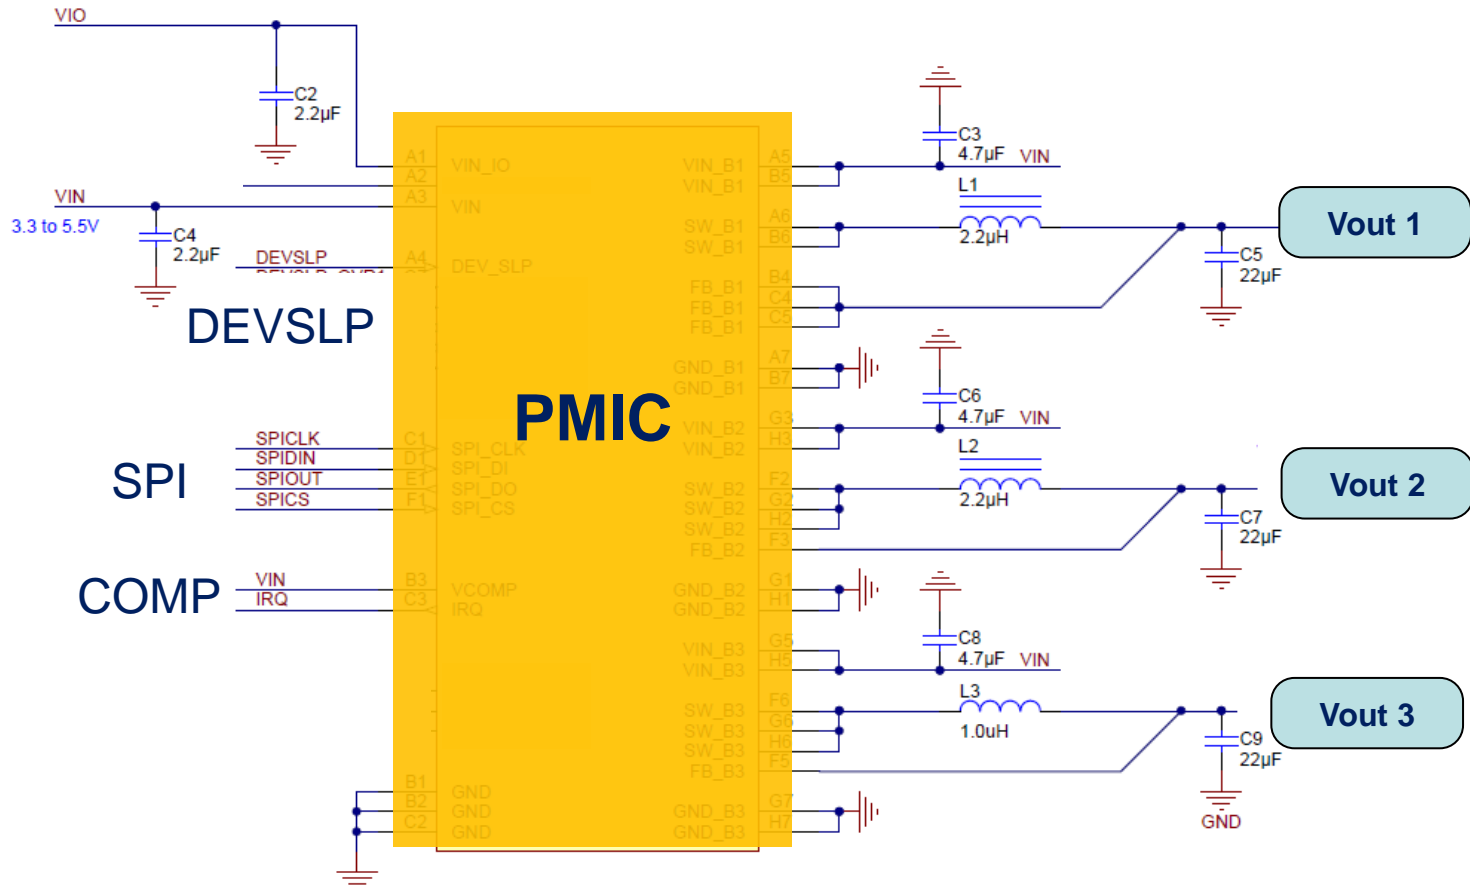 VIO
C2
2.2µF
VIN
3.3 to 5.5V
C4
2.2µF
DEVSLP
DEVSLP
SPI
SPICLK
SPIDIN
SPIOUT
SPICS
COMP
VIN
IRQ
A1
A2
A3
A4
C1
D1
E1
F1
B3
C3
B1
B2
C2
VIN_IO
VIN
DEV_SLP
SPI_CLK
SPI_DI
SPI_DO
SPI_CS
VCOMP
IRQ
GND
GND
GND
PMIC
VIN_B1 A5
VIN_B1 B5
SW_B1 A6
SW_B1 B6
FB_B1 B4
FB_B1 C4
FB_B1 C5
GND_B1 A7
GND_B1 B7
VIN_B2 G3
VIN_B2 H3
SW_B2 F2
SW_B2 G2
SW_B2 H2
FB_B2 F3
GND_B2 G1
GND_B2 H1
VIN_B3 G5
VIN_B3 H5
SW_B3 F6
SW_B3 G6
SW_B3 H6
FB_B3 F5
GND_B3 G7
GND_B3 H7
C3
4.7µF VIN
L1
2.2µH
C5
22µF
Vout 1
C6
4.7µF VIN
L2
2.2µH
C7
22µF
Vout 2
C8
4.7µF VIN
L3
1.0uH
C9
22µF
GND
Vout 3